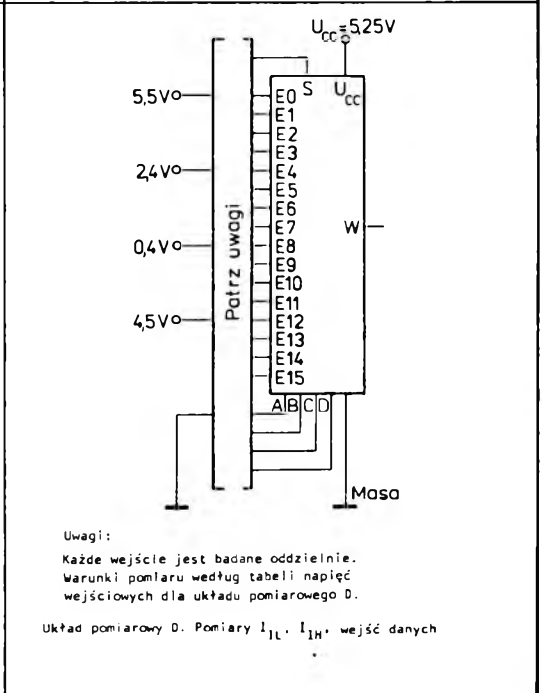 U_CC=5,25V
S U_CC
5,5V
2,4V
0,4V
4,5V
Patrz uwagi
E0
E1
E2
E3
E4
E5
E6
E7
E8
E9
E10
E11
E12
E13
E14
E15
W
A B C D
Masa
Uwagi:
Każde wejście jest badane oddzielnie.
Warunki pomiaru według tabeli napięć
wejściowych dla układu pomiarowego D.
Układ pomiarowy D. Pomiary I_IL, I_IH, wejść danych